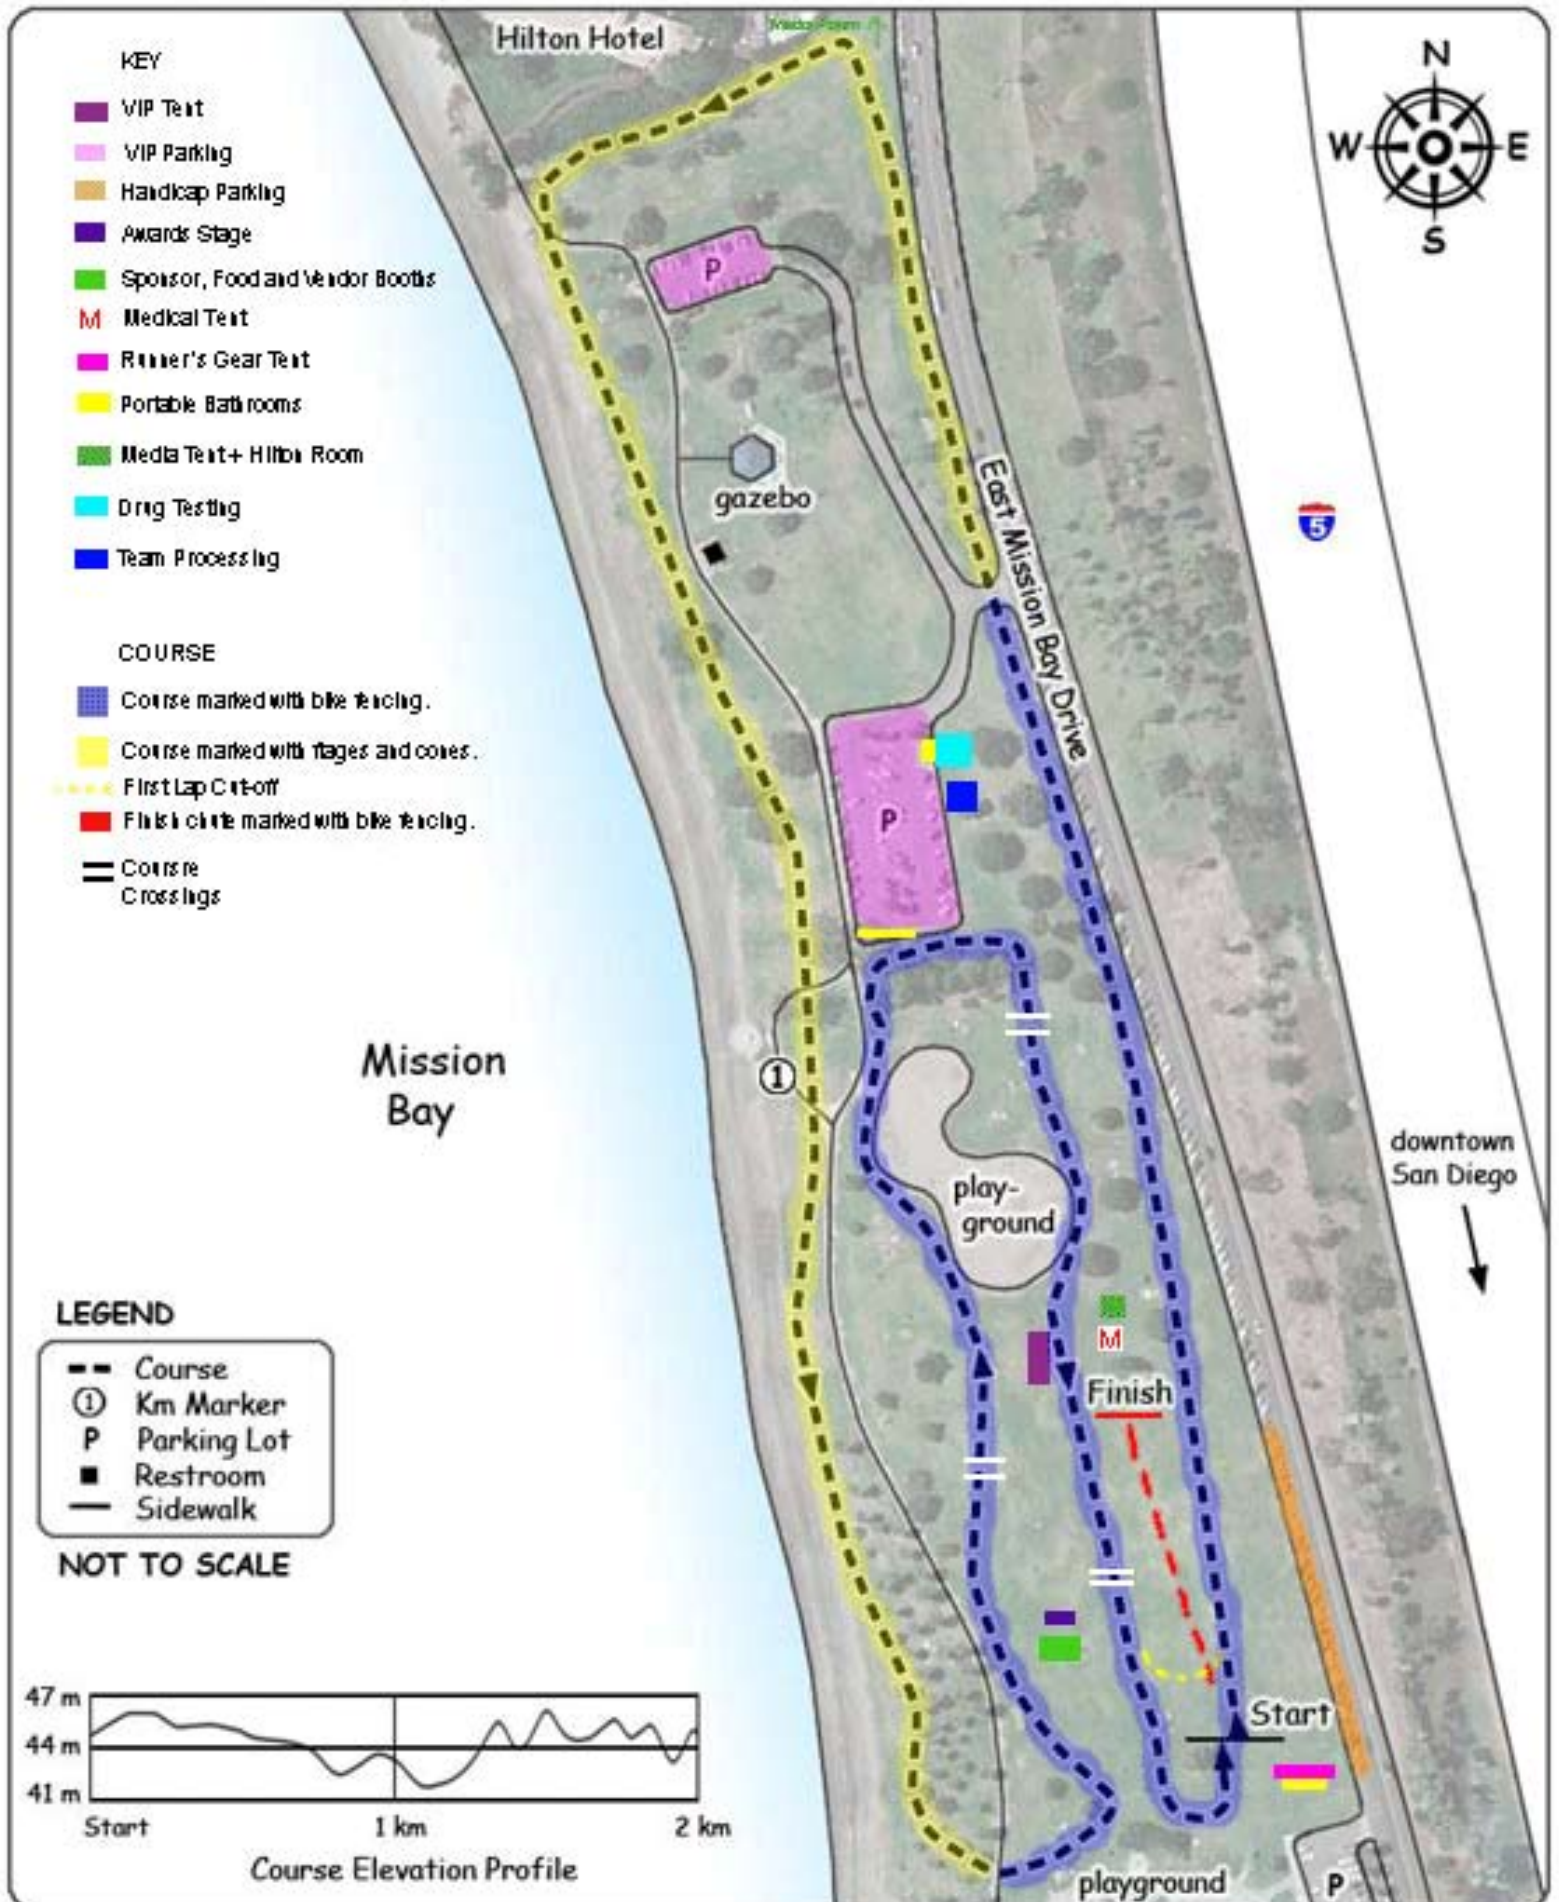 Hilton Hotel
KEY
VIP Tent
VIP Parking
Handicap Parking
Awards Stage
Sponsor, Food and Vendor Booths
M Medical Tent
Runner's Gear Tent
Portable Bathrooms
Media Tent + Hilton Room
Drug Testing
Team Processing
COURSE
Course marked with bike fencing.
Course marked with flages and cones.
First Lap Cut-off
Finish chute marked with bike fencing.
Coursre
Crossings
N
W E
S
P
gazebo
East Mission Bay Drive
5
P
Mission
Bay
1
play-
ground
downtown
San Diego
M
Finish
LEGEND
Course
1 Km Marker
P Parking Lot
Restroom
Sidewalk
NOT TO SCALE
Start
47 m
44 m
41 m
Start 1 km 2 km
Course Elevation Profile
playground
P